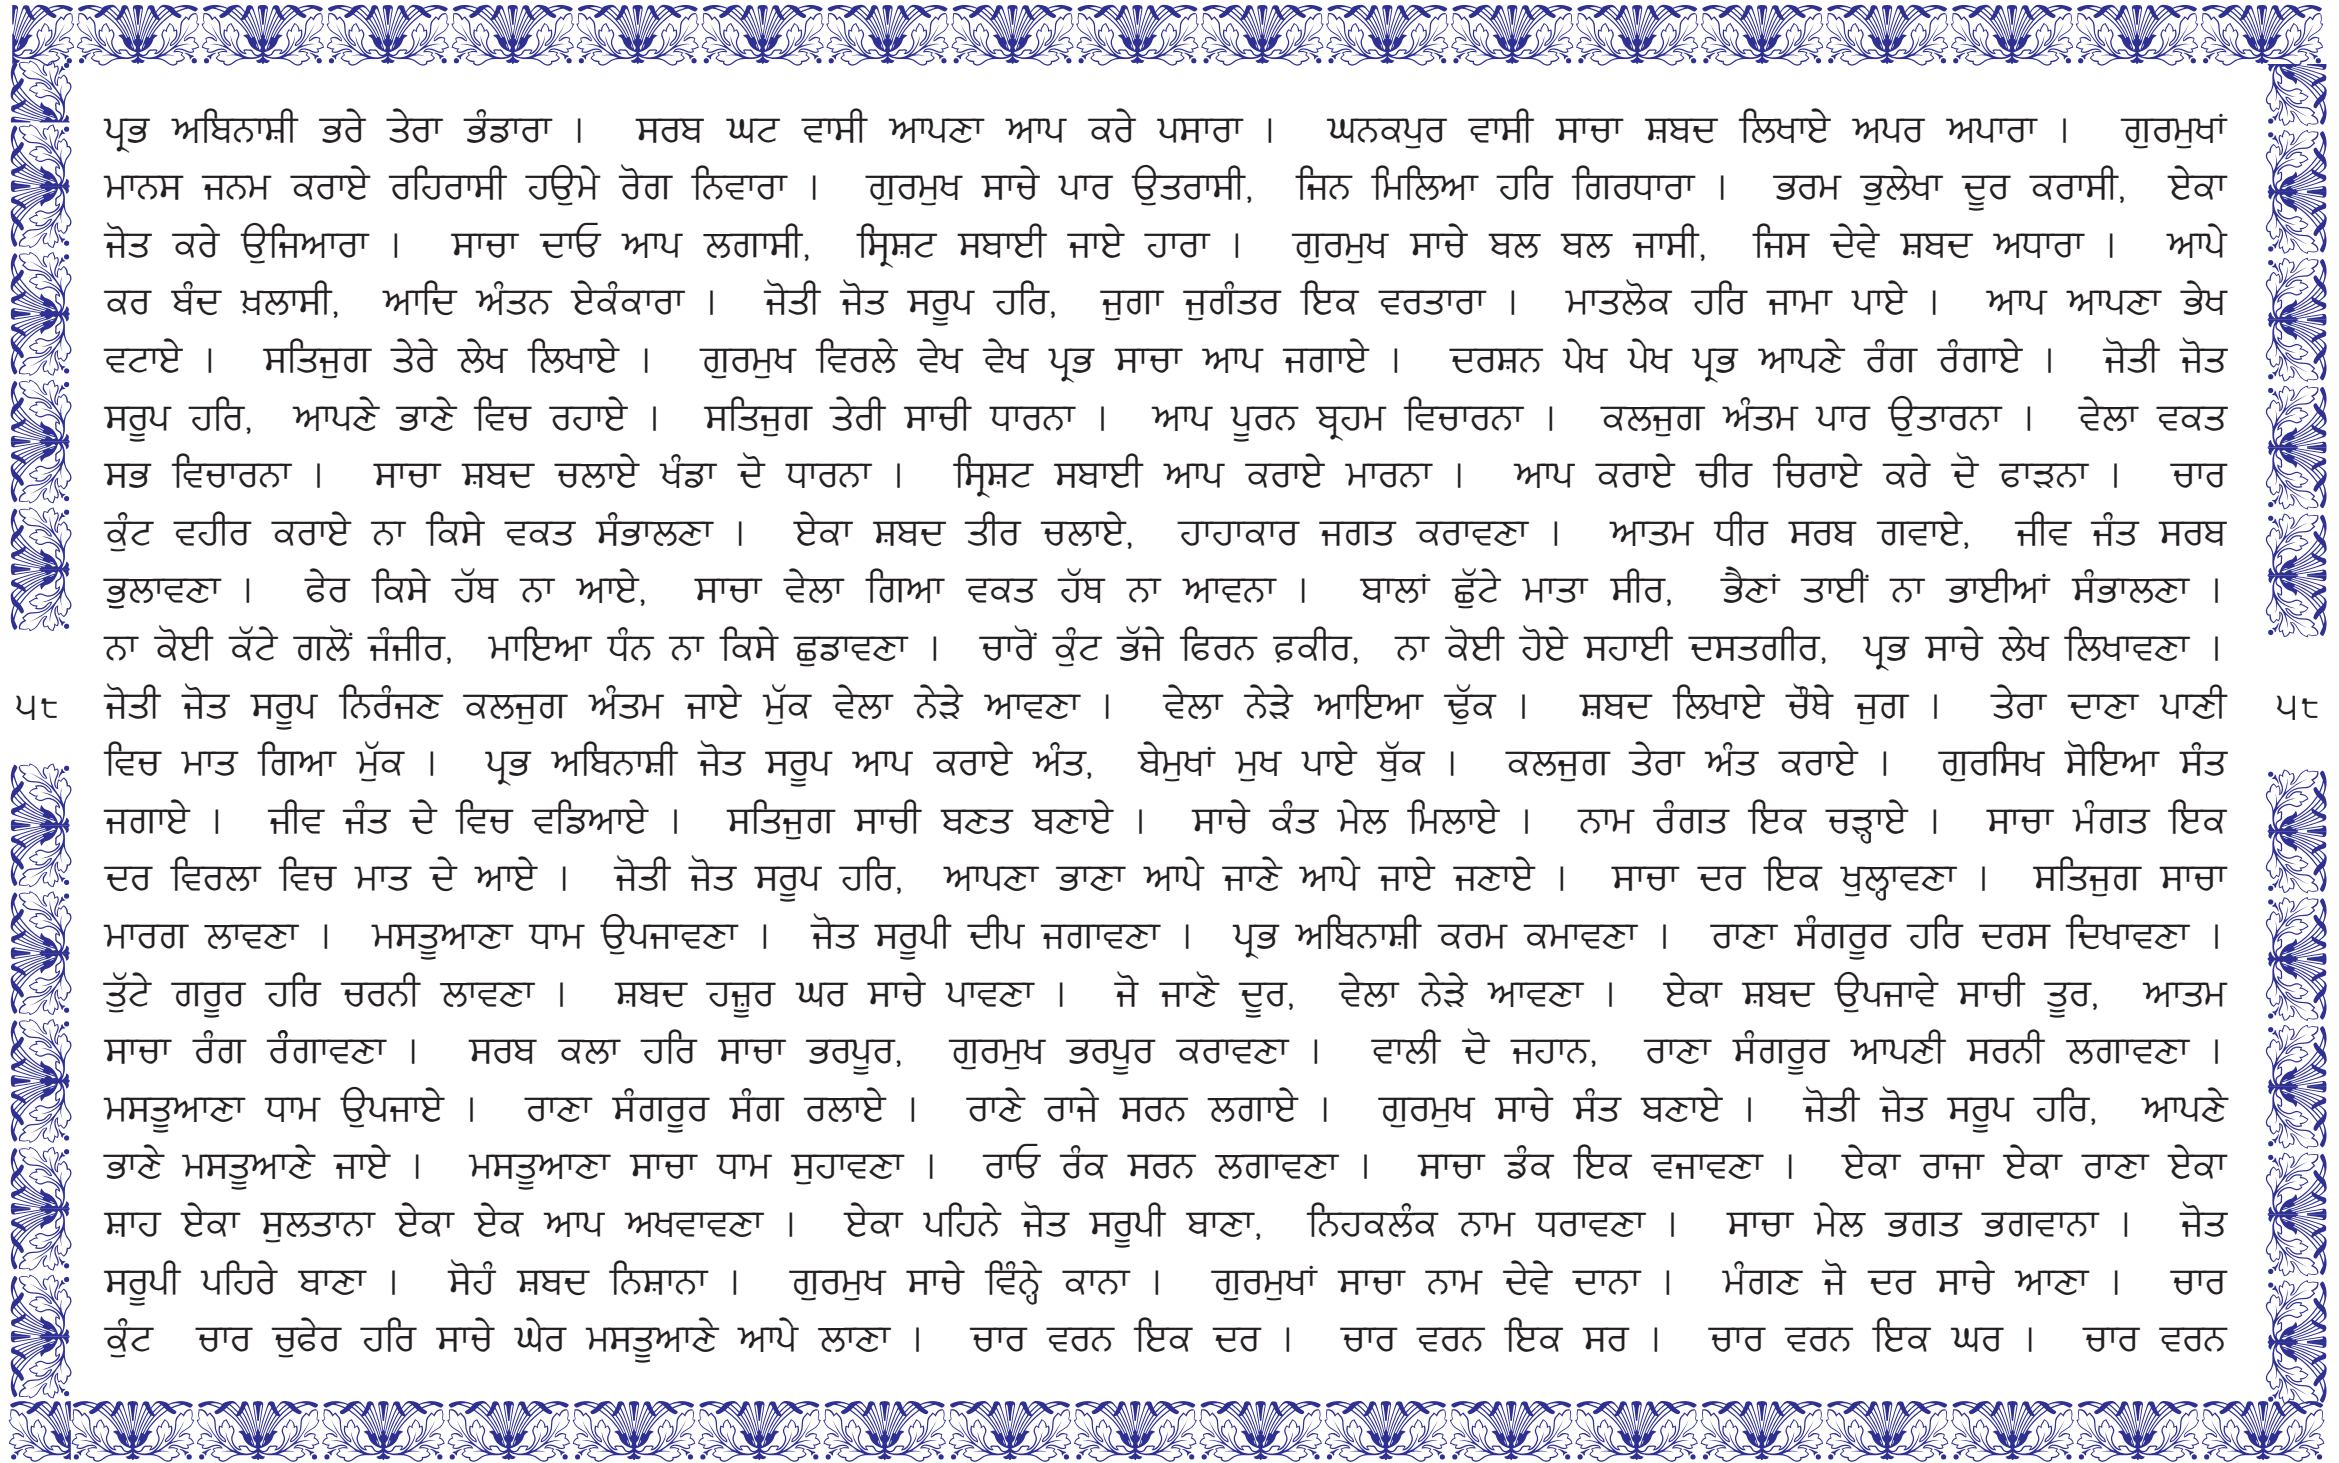 ਪ੍ਰਭ ਅਬਿਨਾਸ਼ੀ ਭਰੇ ਤੇਰਾ ਭੰਡਾਰਾ । ਸਰਬ ਘਟ ਵਾਸੀ ਆਪਣਾ ਆਪ ਕਰੇ ਪਸਾਰਾ । ਘਨਕਪੁਰ ਵਾਸੀ ਸਾਚਾ ਸ਼ਬਦ ਲਿਖਾਏ ਅਪਰ ਅਪਾਰਾ । ਗੁਰਮੁਖਾਂ
ਮਾਨਸ ਜਨਮ ਕਰਾਏ ਰਹਿਰਾਸੀ ਹਉਮੇ ਰੋਗ ਨਿਵਾਰਾ । ਗੁਰਮੁਖ ਸਾਚੇ ਪਾਰ ਉਤਰਾਸੀ, ਜਿਨ ਮਿਲਿਆ ਹਰਿ ਗਿਰਧਾਰਾ । ਭਰਮ ਭੁਲੇਖਾ ਦੂਰ ਕਰਾਸੀ, ਏਕਾ
ਜੋਤ ਕਰੇ ਉਜਿਆਰਾ । ਸਾਚਾ ਦਾਓ ਆਪ ਲਗਾਸੀ, ਸ੍ਰਿਸ਼ਟ ਸਬਾਈ ਜਾਏ ਹਾਰਾ । ਗੁਰਮੁਖ ਸਾਚੇ ਬਲ ਬਲ ਜਾਸੀ, ਜਿਸ ਦੇਵੇ ਸ਼ਬਦ ਅਧਾਰਾ । ਆਪੇ
ਕਰ ਬੰਦ ਖ਼ਲਾਸੀ, ਆਦਿ ਅੰਤਨ ਏਕੰਕਾਰਾ । ਜੋਤੀ ਜੋਤ ਸਰੂਪ ਹਰਿ, ਜੁਗਾ ਜੁਗੰਤਰ ਇਕ ਵਰਤਾਰਾ । ਮਾਤਲੋਕ ਹਰਿ ਜਾਮਾ ਪਾਏ । ਆਪ ਆਪਣਾ ਭੇਖ
ਵਟਾਏ । ਸਤਿਜੁਗ ਤੇਰੇ ਲੇਖ ਲਿਖਾਏ । ਗੁਰਮੁਖ ਵਿਰਲੇ ਵੇਖ ਵੇਖ ਪ੍ਰਭ ਸਾਚਾ ਆਪ ਜਗਾਏ । ਦਰਸ਼ਨ ਪੇਖ ਪੇਖ ਪ੍ਰਭ ਆਪਣੇ ਰੰਗ ਰੰਗਾਏ । ਜੋਤੀ ਜੋਤ
ਸਰੂਪ ਹਰਿ, ਆਪਣੇ ਭਾਣੇ ਵਿਚ ਰਹਾਏ । ਸਤਿਜੁਗ ਤੇਰੀ ਸਾਚੀ ਧਾਰਨਾ । ਆਪ ਪੂਰਨ ਬ੍ਰਹਮ ਵਿਚਾਰਨਾ । ਕਲਜੁਗ ਅੰਤਮ ਪਾਰ ਉਤਾਰਨਾ । ਵੇਲਾ ਵਕਤ
ਸਭ ਵਿਚਾਰਨਾ । ਸਾਚਾ ਸ਼ਬਦ ਚਲਾਏ ਖੰਡਾ ਦੋ ਧਾਰਨਾ । ਸ੍ਰਿਸ਼ਟ ਸਬਾਈ ਆਪ ਕਰਾਏ ਮਾਰਨਾ । ਆਪ ਕਰਾਏ ਚੀਰ ਚਿਰਾਏ ਕਰੇ ਦੋ ਫਾੜਨਾ । ਚਾਰ
ਕੁੰਟ ਵਹੀਰ ਕਰਾਏ ਨਾ ਕਿਸੇ ਵਕਤ ਸੰਭਾਲਣਾ । ਏਕਾ ਸ਼ਬਦ ਤੀਰ ਚਲਾਏ, ਹਾਹਾਕਾਰ ਜਗਤ ਕਰਾਵਣਾ । ਆਤਮ ਧੀਰ ਸਰਬ ਗਵਾਏ, ਜੀਵ ਜੰਤ ਸਰਬ
ਭੁਲਾਵਣਾ । ਫੇਰ ਕਿਸੇ ਹੱਥ ਨਾ ਆਏ, ਸਾਚਾ ਵੇਲਾ ਗਿਆ ਵਕਤ ਹੱਥ ਨਾ ਆਵਨਾ । ਬਾਲਾਂ ਛੁੱਟੇ ਮਾਤਾ ਸੀਰ, ਭੈਣਾਂ ਤਾਈਂ ਨਾ ਭਾਈਆਂ ਸੰਭਾਲਣਾ ।
ਨਾ ਕੋਈ ਕੱਟੇ ਗਲੋਂ ਜੰਜੀਰ, ਮਾਇਆ ਧੰਨ ਨਾ ਕਿਸੇ ਛੁਡਾਵਣਾ । ਚਾਰੋਂ ਕੁੰਟ ਭੱਜੇ ਫਿਰਨ ਫ਼ਕੀਰ, ਨਾ ਕੋਈ ਹੋਏ ਸਹਾਈ ਦਸਤਗੀਰ, ਪ੍ਰਭ ਸਾਚੇ ਲੇਖ ਲਿਖਾਵਣਾ ।
੫੮ ਜੋਤੀ ਜੋਤ ਸਰੂਪ ਨਿਰੰਜਣ ਕਲਜੁਗ ਅੰਤਮ ਜਾਏ ਮੁੱਕ ਵੇਲਾ ਨੇੜੇ ਆਵਣਾ । ਵੇਲਾ ਨੇੜੇ ਆਇਆ ਢੁੱਕ । ਸ਼ਬਦ ਲਿਖਾਏ ਚੌਥੇ ਜੁਗ । ਤੇਰਾ ਦਾਣਾ ਪਾਣੀ ੫੮
ਵਿਚ ਮਾਤ ਗਿਆ ਮੁੱਕ । ਪ੍ਰਭ ਅਬਿਨਾਸ਼ੀ ਜੋਤ ਸਰੂਪ ਆਪ ਕਰਾਏ ਅੰਤ, ਬੇਮੁਖਾਂ ਮੁਖ ਪਾਏ ਥੁੱਕ । ਕਲਜੁਗ ਤੇਰਾ ਅੰਤ ਕਰਾਏ । ਗੁਰਸਿਖ ਸੋਇਆ ਸੰਤ
ਜਗਾਏ । ਜੀਵ ਜੰਤ ਦੇ ਵਿਚ ਵਡਿਆਏ । ਸਤਿਜੁਗ ਸਾਚੀ ਬਣਤ ਬਣਾਏ । ਸਾਚੇ ਕੰਤ ਮੇਲ ਮਿਲਾਏ । ਨਾਮ ਰੰਗਤ ਇਕ ਚੜ੍ਹਾਏ । ਸਾਚਾ ਮੰਗਤ ਇਕ
ਦਰ ਵਿਰਲਾ ਵਿਚ ਮਾਤ ਦੇ ਆਏ । ਜੋਤੀ ਜੋਤ ਸਰੂਪ ਹਰਿ, ਆਪਣਾ ਭਾਣਾ ਆਪੇ ਜਾਣੇ ਆਪੇ ਜਾਏ ਜਣਾਏ । ਸਾਚਾ ਦਰ ਇਕ ਖੁਲ੍ਹਾਵਣਾ । ਸਤਿਜੁਗ ਸਾਚਾ
ਮਾਰਗ ਲਾਵਣਾ । ਮਸਤੂਆਣਾ ਧਾਮ ਉਪਜਾਵਣਾ । ਜੋਤ ਸਰੂਪੀ ਦੀਪ ਜਗਾਵਣਾ । ਪ੍ਰਭ ਅਬਿਨਾਸ਼ੀ ਕਰਮ ਕਮਾਵਣਾ । ਰਾਣਾ ਸੰਗਰੂਰ ਹਰਿ ਦਰਸ ਦਿਖਾਵਣਾ ।
ਤੁੱਟੇ ਗਰੂਰ ਹਰਿ ਚਰਨੀ ਲਾਵਣਾ । ਸ਼ਬਦ ਹਜ਼ੂਰ ਘਰ ਸਾਚੇ ਪਾਵਣਾ । ਜੋ ਜਾਣੋ ਦੂਰ, ਵੇਲਾ ਨੇੜੇ ਆਵਣਾ । ਏਕਾ ਸ਼ਬਦ ਉਪਜਾਵੇ ਸਾਚੀ ਤੂਰ, ਆਤਮ
ਸਾਚਾ ਰੰਗ ਰੰਗਾਵਣਾ । ਸਰਬ ਕਲਾ ਹਰਿ ਸਾਚਾ ਭਰਪੂਰ, ਗੁਰਮੁਖ ਭਰਪੂਰ ਕਰਾਵਣਾ । ਵਾਲੀ ਦੋ ਜਹਾਨ, ਰਾਣਾ ਸੰਗਰੂਰ ਆਪਣੀ ਸਰਨੀ ਲਗਾਵਣਾ ।
ਮਸਤੂਆਣਾ ਧਾਮ ਉਪਜਾਏ । ਰਾਣਾ ਸੰਗਰੂਰ ਸੰਗ ਰਲਾਏ । ਰਾਣੇ ਰਾਜੇ ਸਰਨ ਲਗਾਏ । ਗੁਰਮੁਖ ਸਾਚੇ ਸੰਤ ਬਣਾਏ । ਜੋਤੀ ਜੋਤ ਸਰੂਪ ਹਰਿ, ਆਪਣੇ
ਭਾਣੇ ਮਸਤੂਆਣੇ ਜਾਏ । ਮਸਤੂਆਣਾ ਸਾਚਾ ਧਾਮ ਸੁਹਾਵਣਾ । ਰਾਓ ਰੰਕ ਸਰਨ ਲਗਾਵਣਾ । ਸਾਚਾ ਡੰਕ ਇਕ ਵਜਾਵਣਾ । ਏਕਾ ਰਾਜਾ ਏਕਾ ਰਾਣਾ ਏਕਾ
ਸ਼ਾਹ ਏਕਾ ਸੁਲਤਾਨਾ ਏਕਾ ਏਕ ਆਪ ਅਖਵਾਵਣਾ । ਏਕਾ ਪਹਿਨੇ ਜੋਤ ਸਰੂਪੀ ਬਾਣਾ, ਨਿਹਕਲੰਕ ਨਾਮ ਧਰਾਵਣਾ । ਸਾਚਾ ਮੇਲ ਭਗਤ ਭਗਵਾਨਾ । ਜੋਤ
ਸਰੂਪੀ ਪਹਿਰੇ ਬਾਣਾ । ਸੋਹੰ ਸ਼ਬਦ ਨਿਸ਼ਾਨਾ । ਗੁਰਮੁਖ ਸਾਚੇ ਵਿੰਨ੍ਹੇ ਕਾਨਾ । ਗੁਰਮੁਖਾਂ ਸਾਚਾ ਨਾਮ ਦੇਵੇ ਦਾਨਾ । ਮੰਗਣ ਜੋ ਦਰ ਸਾਚੇ ਆਣਾ । ਚਾਰ
ਕੁੰਟ ਚਾਰ ਚੁਫੇਰ ਹਰਿ ਸਾਚੇ ਘੇਰ ਮਸਤੂਆਣੇ ਆਪੇ ਲਾਣਾ । ਚਾਰ ਵਰਨ ਇਕ ਦਰ । ਚਾਰ ਵਰਨ ਇਕ ਸਰ । ਚਾਰ ਵਰਨ ਇਕ ਘਰ । ਚਾਰ ਵਰਨ